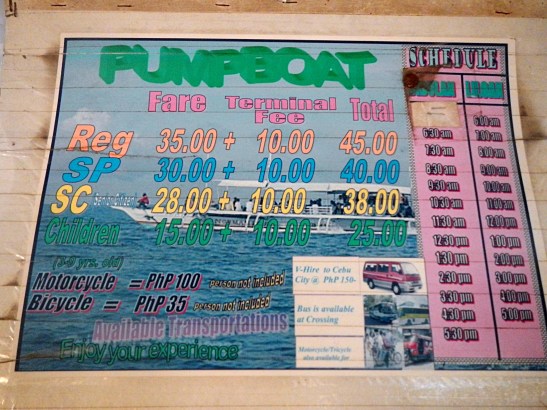 PUMPBOAT
Fare Terminal Fee Total
Reg 35.00 + 10.00 45.00
SP 30.00 + 10.00 40.00
SC Senior Citizen 28.00 + 10.00 38.00
Children 15.00 + 10.00 25.00
Motorcycle = PhP 100 person not included
Bicycle = PhP 35 person not included
Available Transportations
Enjoy your experience
V-Hire to Cebu
City @ PhP 150-
Bus is available
at Crossing
Motorcycle/Tricycle
also available for
SCHEDULE
6:30 am
7:30 am
8:30 am
9:30 am
10:30 am
11:30 am
12:30 pm
1:30 pm
2:30 pm
3:30 pm
4:30 pm
5:30 pm
6:00 am
7:00 am
8:00 am
9:00 am
10:00 am
11:00 am
12:00 pm
1:00 pm
2:00 pm
3:00 pm
4:00 pm
5:00 pm